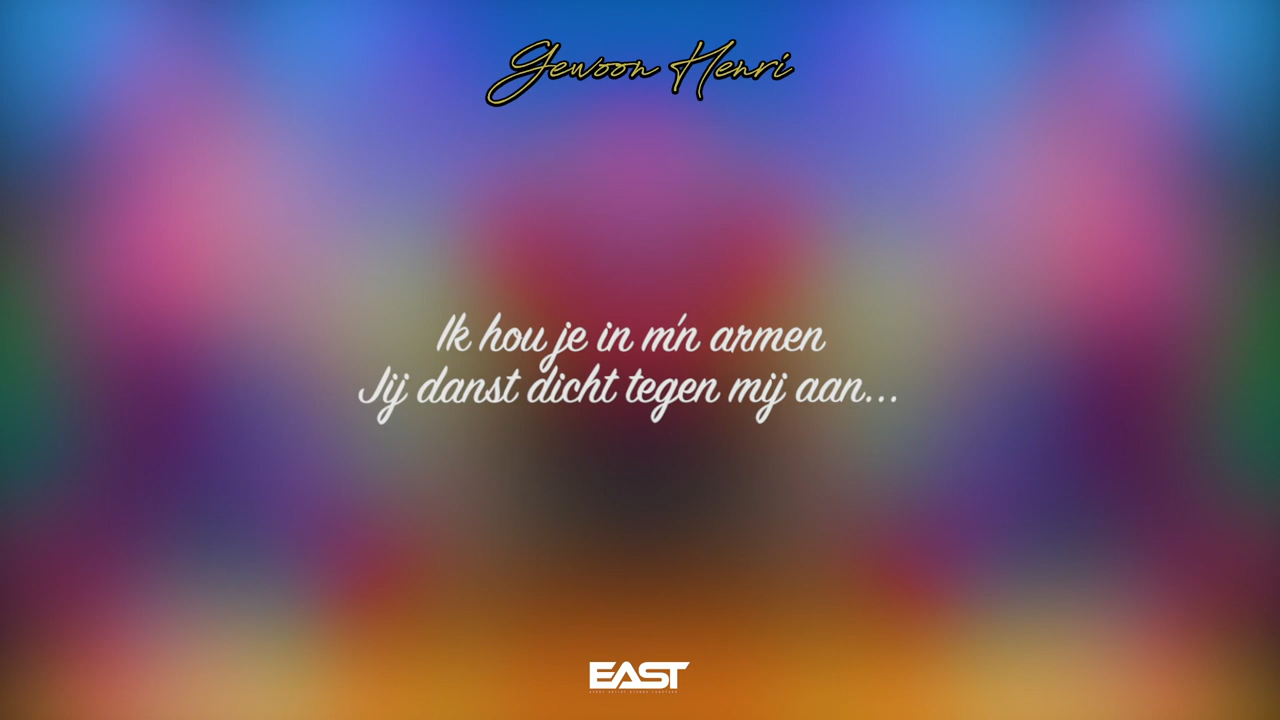 Gewoon Henri
Ik hou je in m'n armen
Jij danst dicht tegen mij aan...
EAST